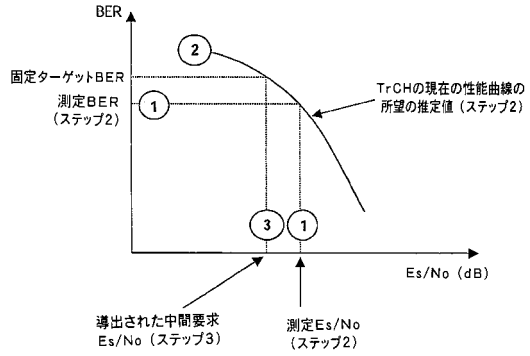 BER
②
固定ターゲットBER
測定BER
(ステップ2)
①
TrCHの現在の性能曲線の
所望の推定値(ステップ2)
③
①
Es/No(dB)
導出された中間要求
Es/No(ステップ3)
測定Es/No
(ステップ2)